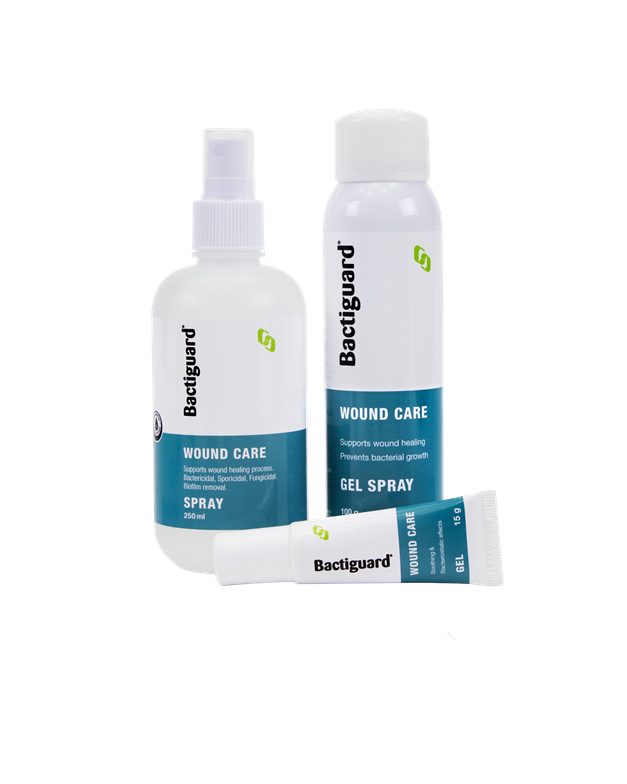 Bactiguard®
WOUND CARE
Supports wound healing process.
Bactericidal, Sporicidal, Fungicidal.
Biofilm removal.
SPRAY
250 ml
Bactiguard®
WOUND CARE
Supports wound healing
Prevents bacterial growth
GEL SPRAY
100 g
Bactiguard®
WOUND CARE
Soothing &
Bacteriostatic effects
GEL
15 g